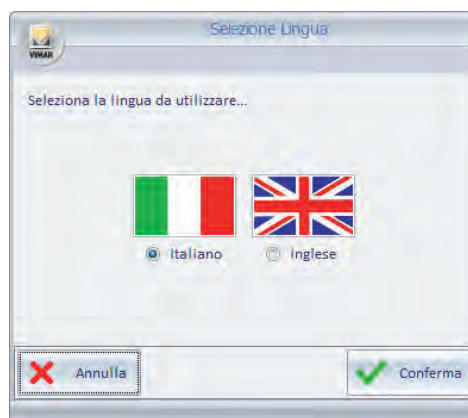 Selezione Lingua
VIMAR
Seleziona la lingua da utilizzare...
Italiano
Inglese
Annulla
Conferma